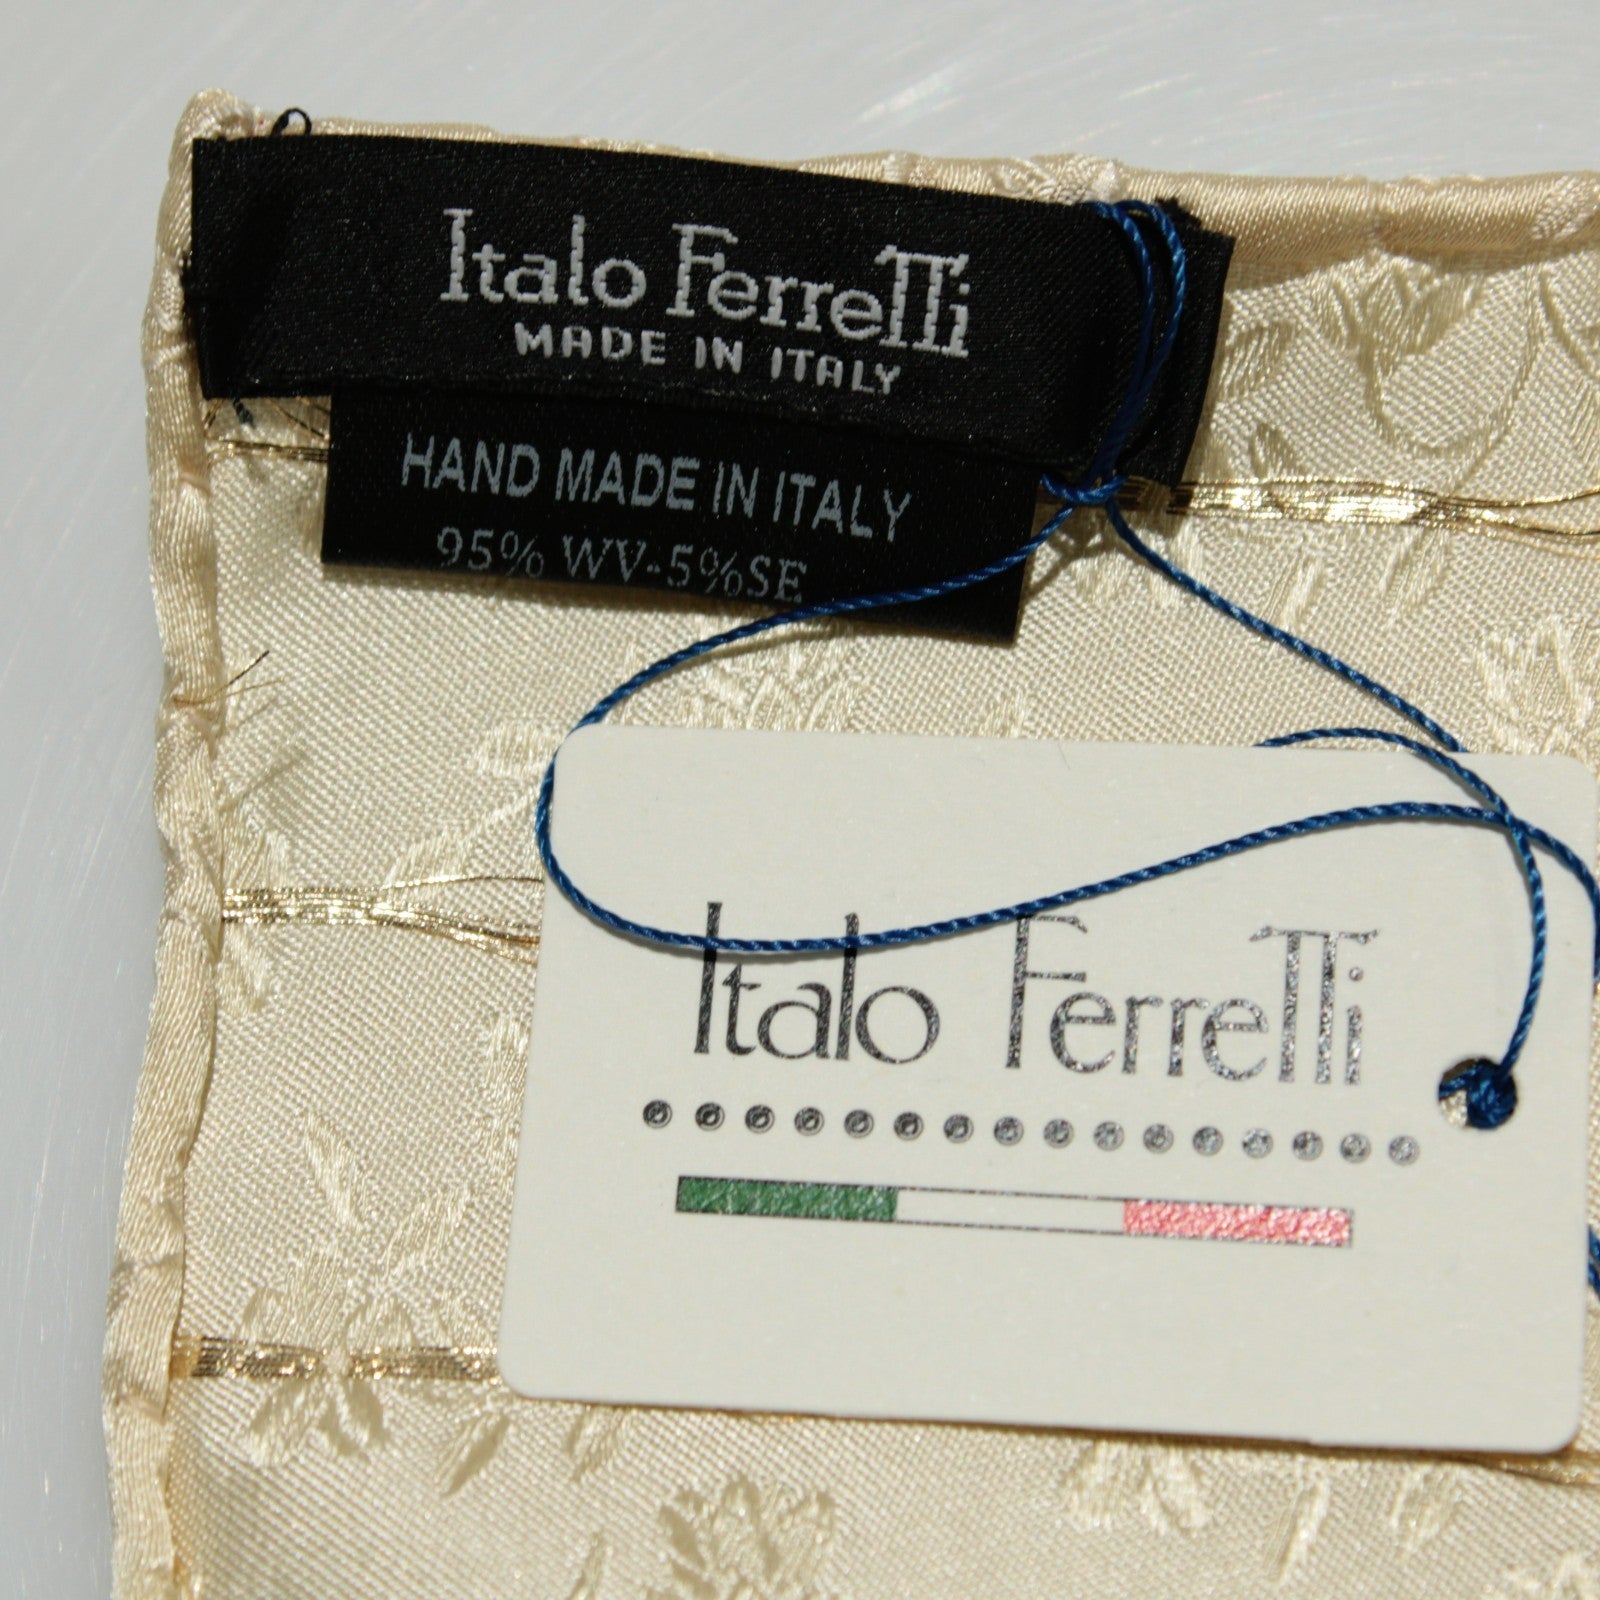 Italo Ferretti
MADE IN ITALY
HAND MADE IN ITALY
95% WV-5%SE
Italo Ferretti